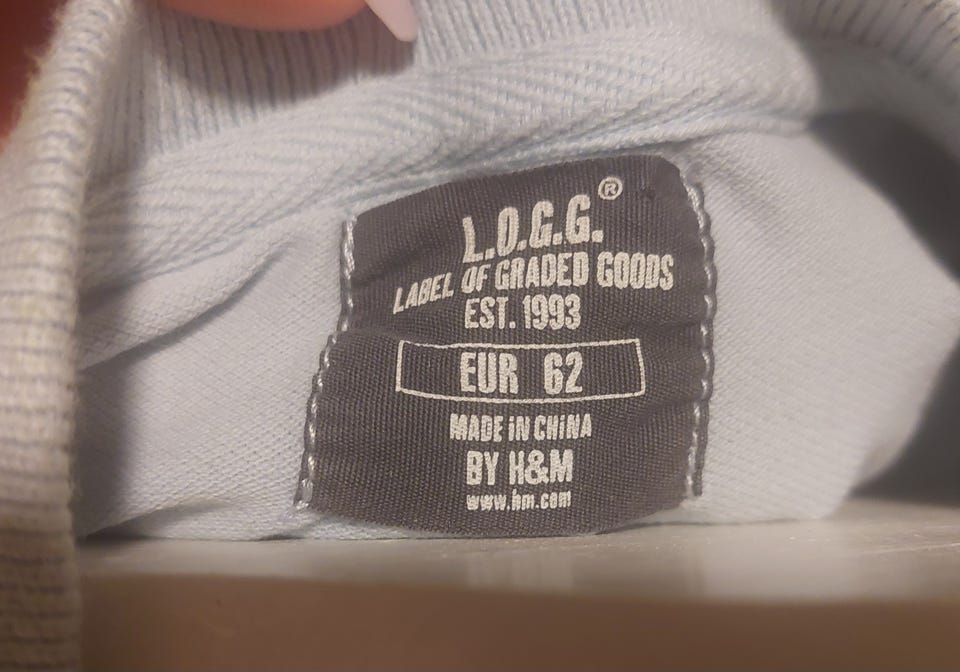 L.O.G.G.®
LABEL OF GRADED GOODS
EST. 1993
EUR 62
MADE iN CHiNA
BY H&M
www.hm.com